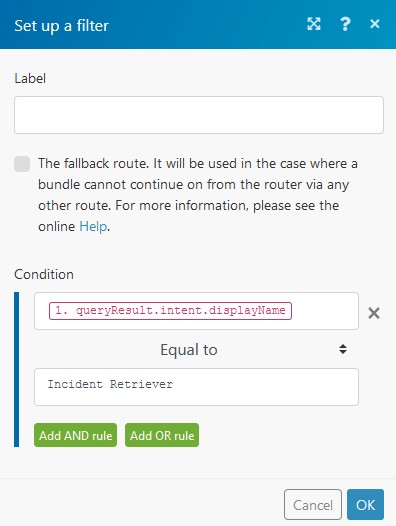 Set up a filter
?
×
Label
The fallback route. It will be used in the case where a
bundle cannot continue on from the router via any
other route. For more information, please see the
online Help.
Condition
1. queryResult.intent.displayName
Equal to
Incident Retriever
Add AND rule Add OR rule
Cancel OK